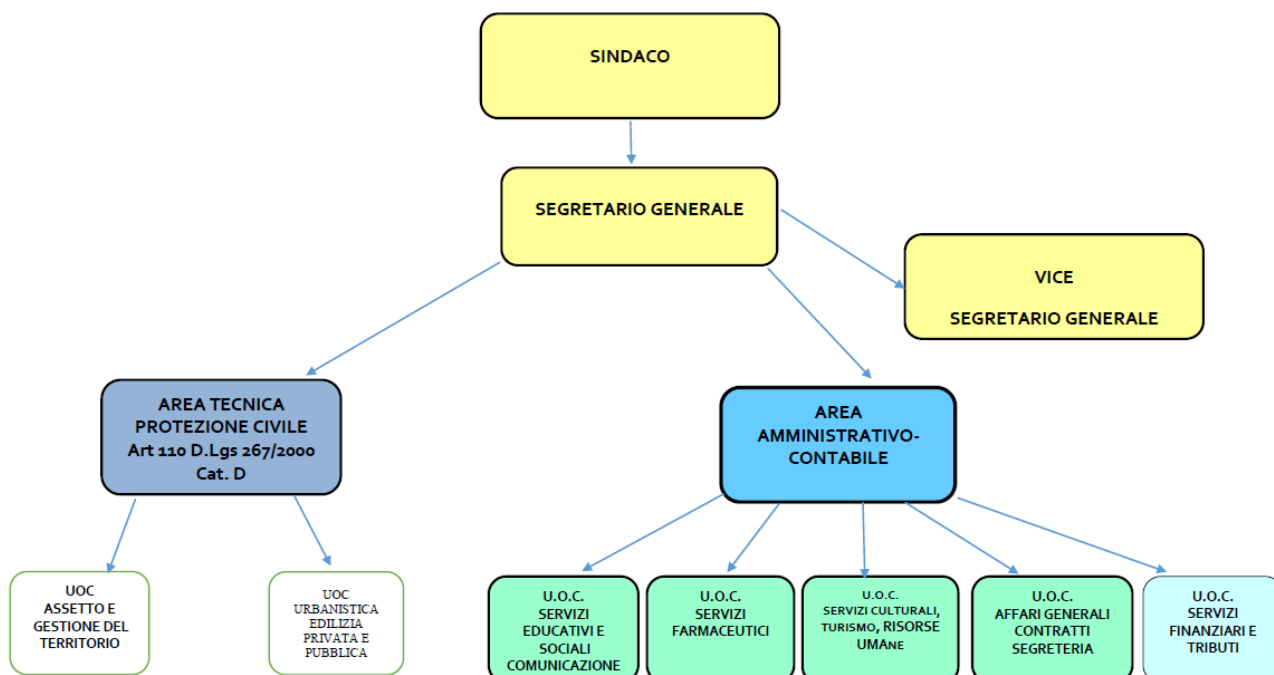 SINDACO
SEGRETARIO GENERALE
VICE
SEGRETARIO GENERALE
AREA TECNICA
PROTEZIONE CIVILE
Art 110 D.Lgs 267/2000
Cat. D
AREA
AMMINISTRATIVO-
CONTABILE
UOC
ASSETTO E
GESTIONE DEL
TERRITORIO
UOC
URBANISTICA
EDILIZIA
PRIVATA E
PUBBLICA
U.O.C.
SERVIZI
EDUCATIVI E
SOCIALI
COMUNICAZIONE
U.O.C.
SERVIZI
FARMACEUTICI
U.O.C.
SERVIZI CULTURALI,
TURISMO, RISORSE
UMAne
U.O.C.
AFFARI GENERALI
CONTRATTI
SEGRETERIA
U.O.C.
SERVIZI
FINANZIARI E
TRIBUTI